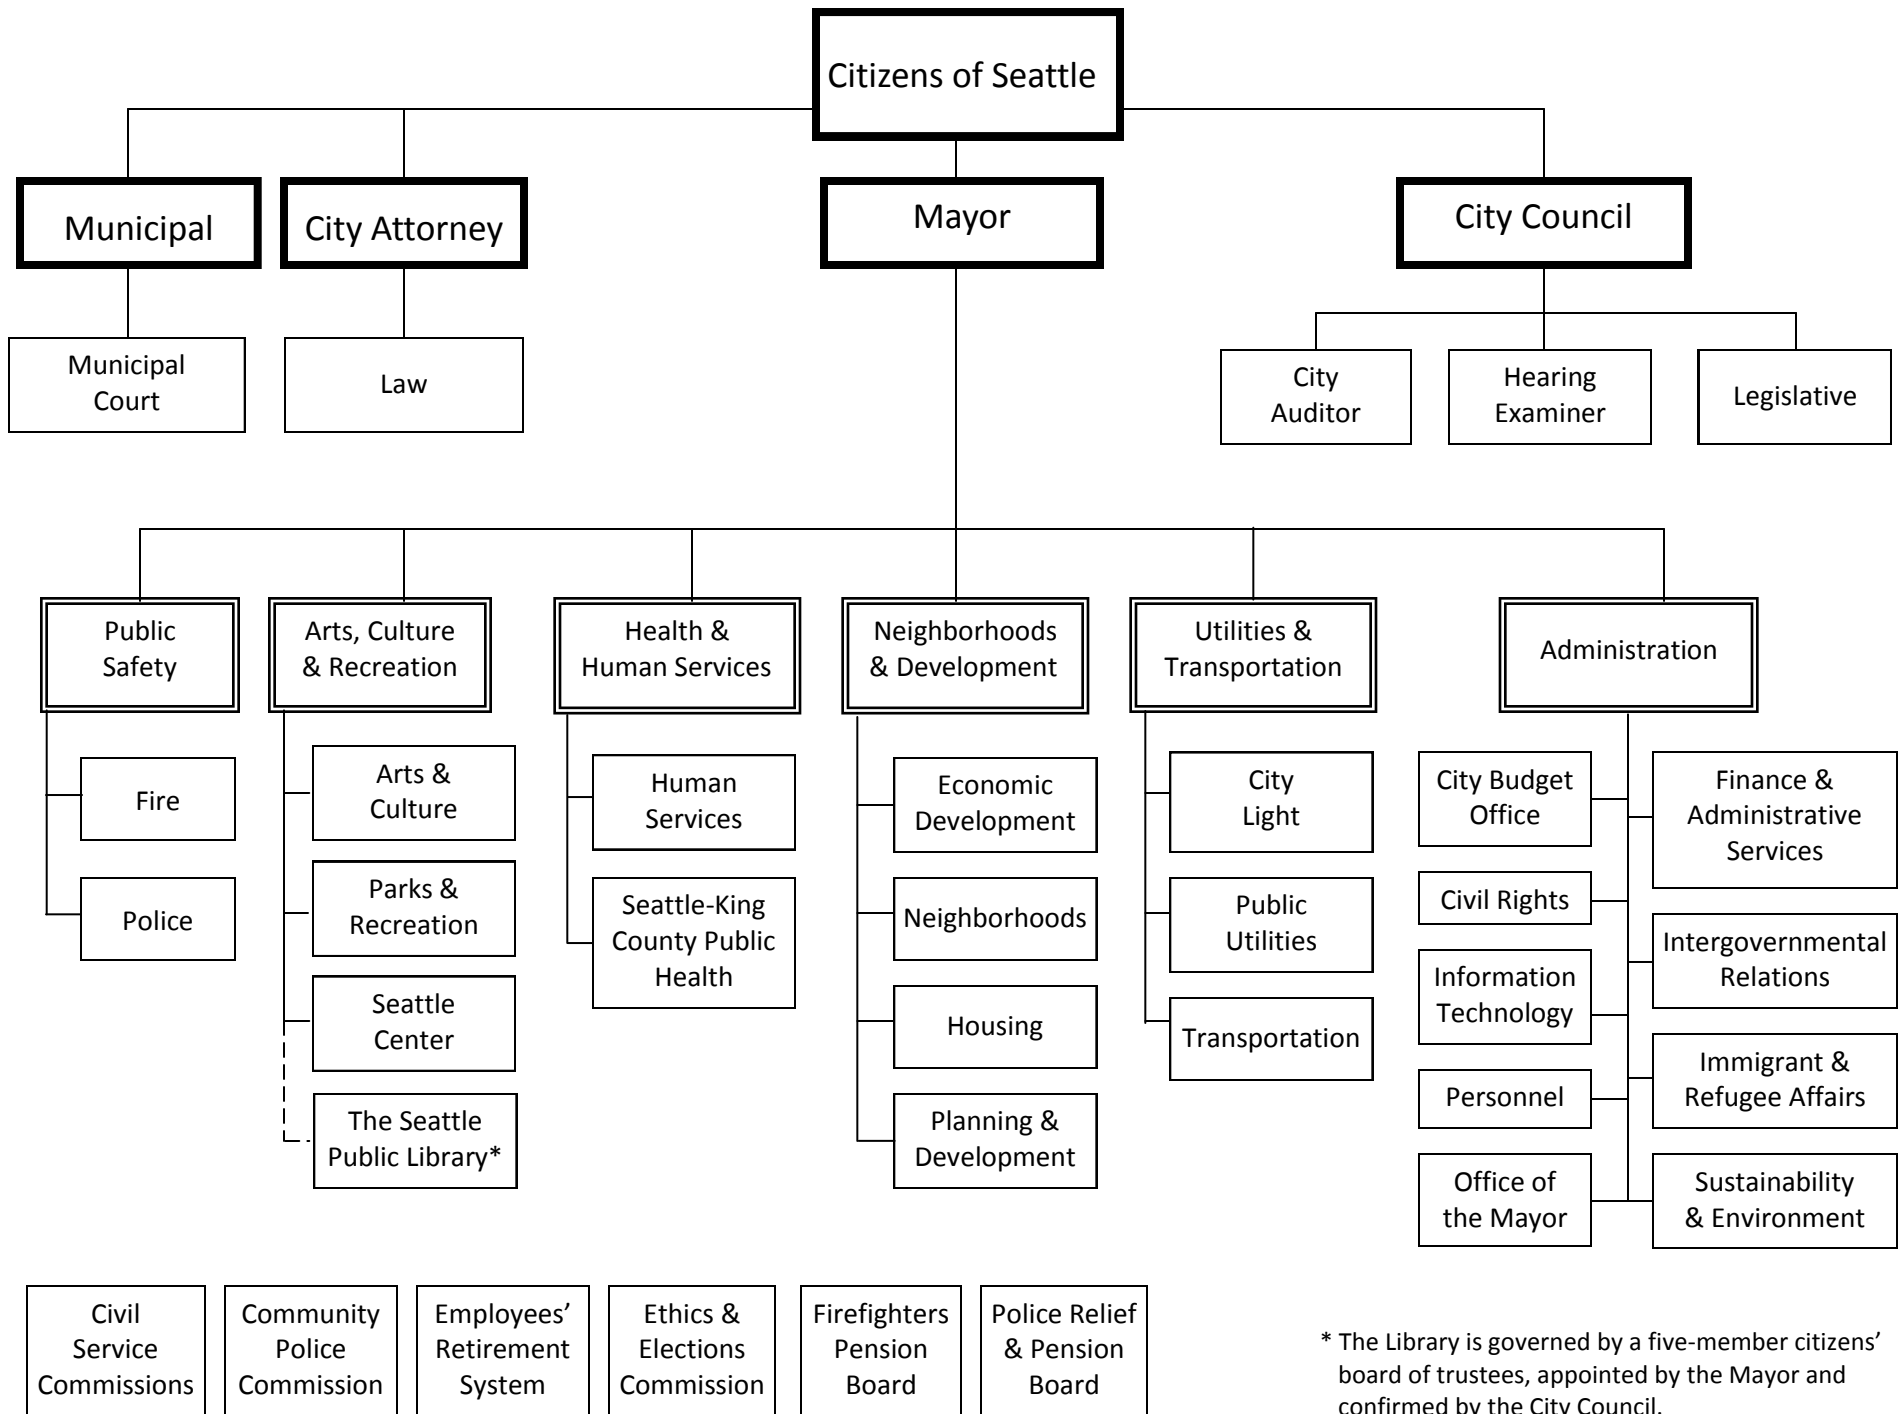 Citizens of Seattle
Municipal
City Attorney
Mayor
City Council
Municipal
Court
Law
City
Auditor
Hearing
Examiner
Legislative
Public
Safety
Arts, Culture
& Recreation
Health &
Human Services
Neighborhoods
& Development
Utilities &
Transportation
Administration
Fire
Police
Arts &
Culture
Parks &
Recreation
Seattle
Center
The Seattle
Public Library*
Human
Services
Seattle-King
County Public
Health
Economic
Development
Neighborhoods
Housing
Planning &
Development
City
Light
Public
Utilities
Transportation
City Budget
Office
Civil Rights
Information
Technology
Personnel
Office of
the Mayor
Finance &
Administrative
Services
Intergovernmental
Relations
Immigrant &
Refugee Affairs
Sustainability
& Environment
Civil
Service
Commissions
Community
Police
Commission
Employees’
Retirement
System
Ethics &
Elections
Commission
Firefighters
Pension
Board
Police Relief
& Pension
Board
* The Library is governed by a five-member citizens’
board of trustees, appointed by the Mayor and
confirmed by the City Council.